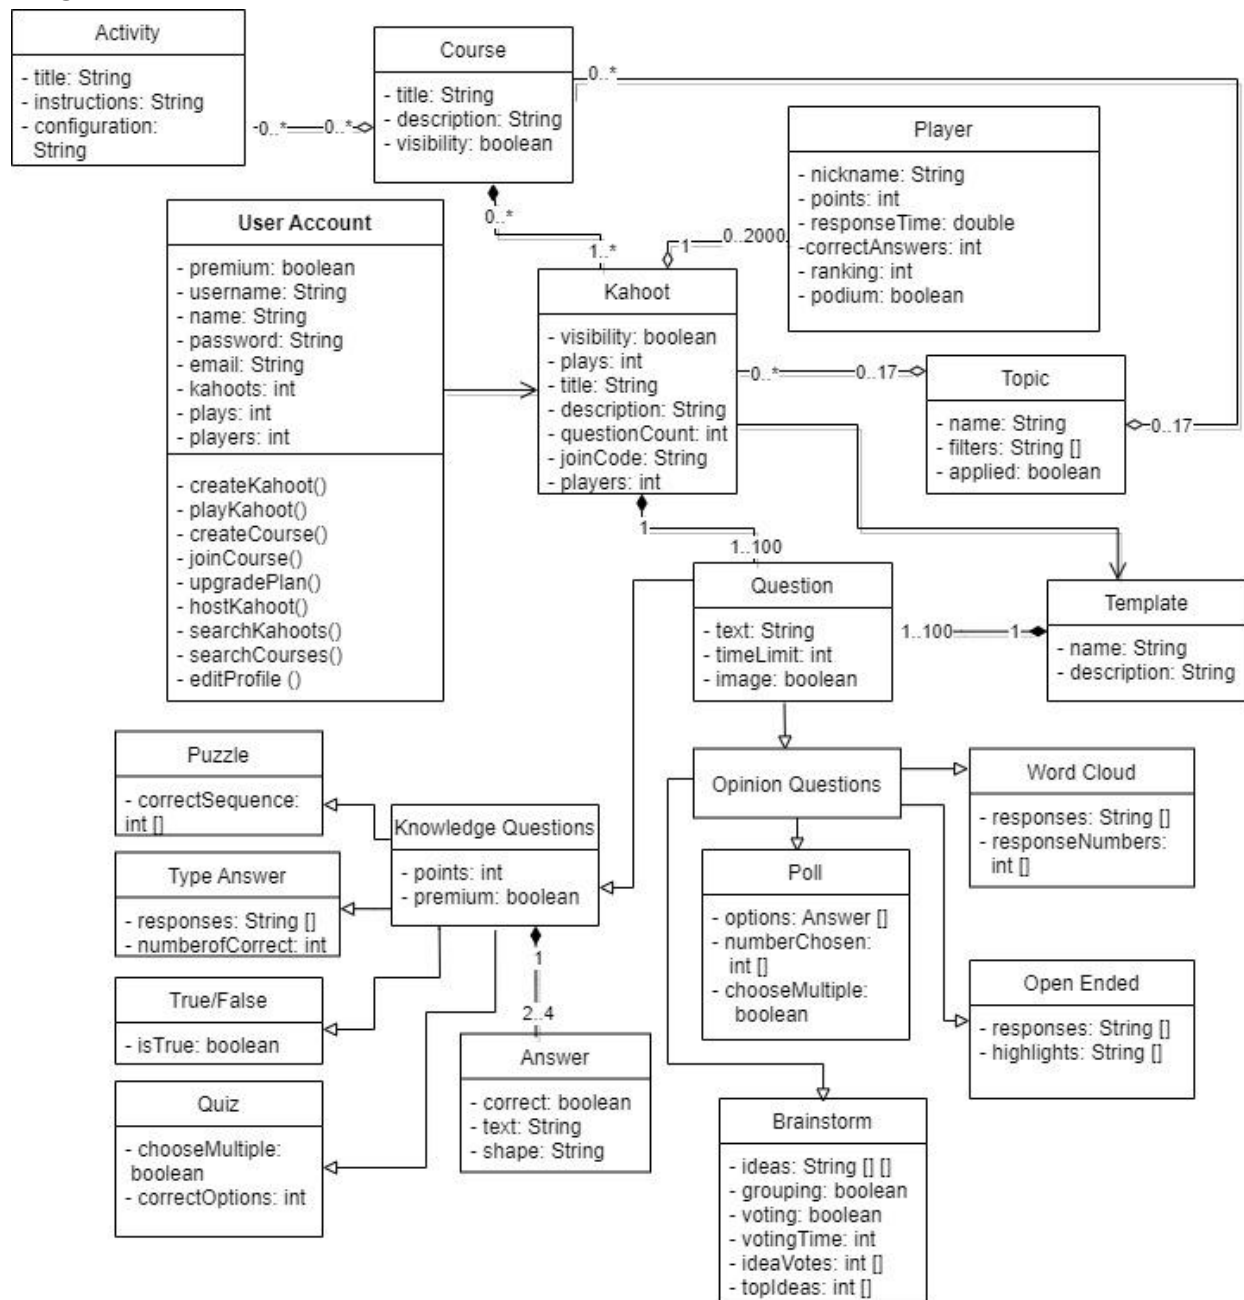 Activity
- title: String
- instructions: String
- configuration:
String
-0..*
0..*
Course
- title: String
- description: String
- visibility: boolean
0..*
0..*
1..*
Player
- nickname: String
- points: int
- responseTime: double
-correctAnswers: int
- ranking: int
- podium: boolean
0..2000
1
User Account
- premium: boolean
- username: String
- name: String
- password: String
- email: String
- kahoots: int
- plays: int
- players: int
- createKahoot()
- playKahoot()
- createCourse()
- joinCourse()
- upgradePlan()
- hostKahoot()
- searchKahoots()
- searchCourses()
- editProfile ()
Kahoot
- visibility: boolean
- plays: int
- title: String
- description: String
- questionCount: int
- joinCode: String
- players: int
0..*
0..17
Topic
- name: String
- filters: String []
- applied: boolean
0..17
1
1..100
Question
- text: String
- timeLimit: int
- image: boolean
1..100
1
Template
- name: String
- description: String
Puzzle
- correctSequence:
int []
Type Answer
- responses: String []
- numberofCorrect: int
True/False
- isTrue: boolean
Quiz
- chooseMultiple:
boolean
- correctOptions: int
Knowledge Questions
- points: int
- premium: boolean
1
2..4
Answer
- correct: boolean
- text: String
- shape: String
Opinion Questions
Poll
- options: Answer []
- numberChosen:
int []
- chooseMultiple:
boolean
Word Cloud
- responses: String []
- responseNumbers:
int []
Open Ended
- responses: String []
- highlights: String []
Brainstorm
- ideas: String [] []
- grouping: boolean
- voting: boolean
- votingTime: int
- ideaVotes: int []
- topIdeas: int []